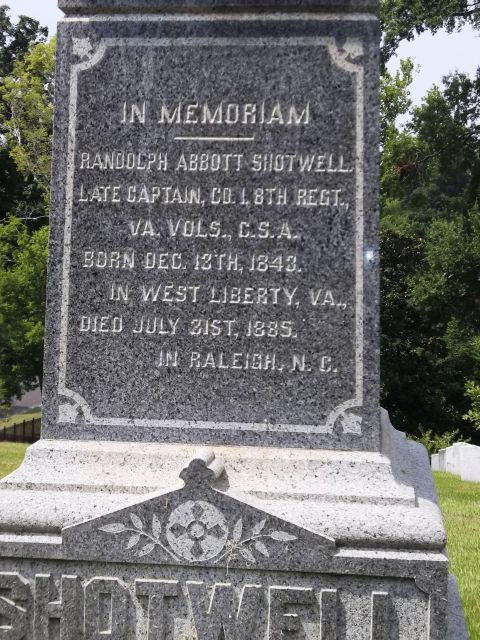 IN MEMORIAM
RANDOLPH ABBOTT SHOTWELL.
LATE CAPTAIN, CO. I, 8TH REGT.,
VA. VOLS., C.S.A.,
BORN DEC. 13TH, 1843.
IN WEST LIBERTY, VA.,
DIED JULY 31ST, 1885.
IN RALEIGH, N. C.
SHOTWELL